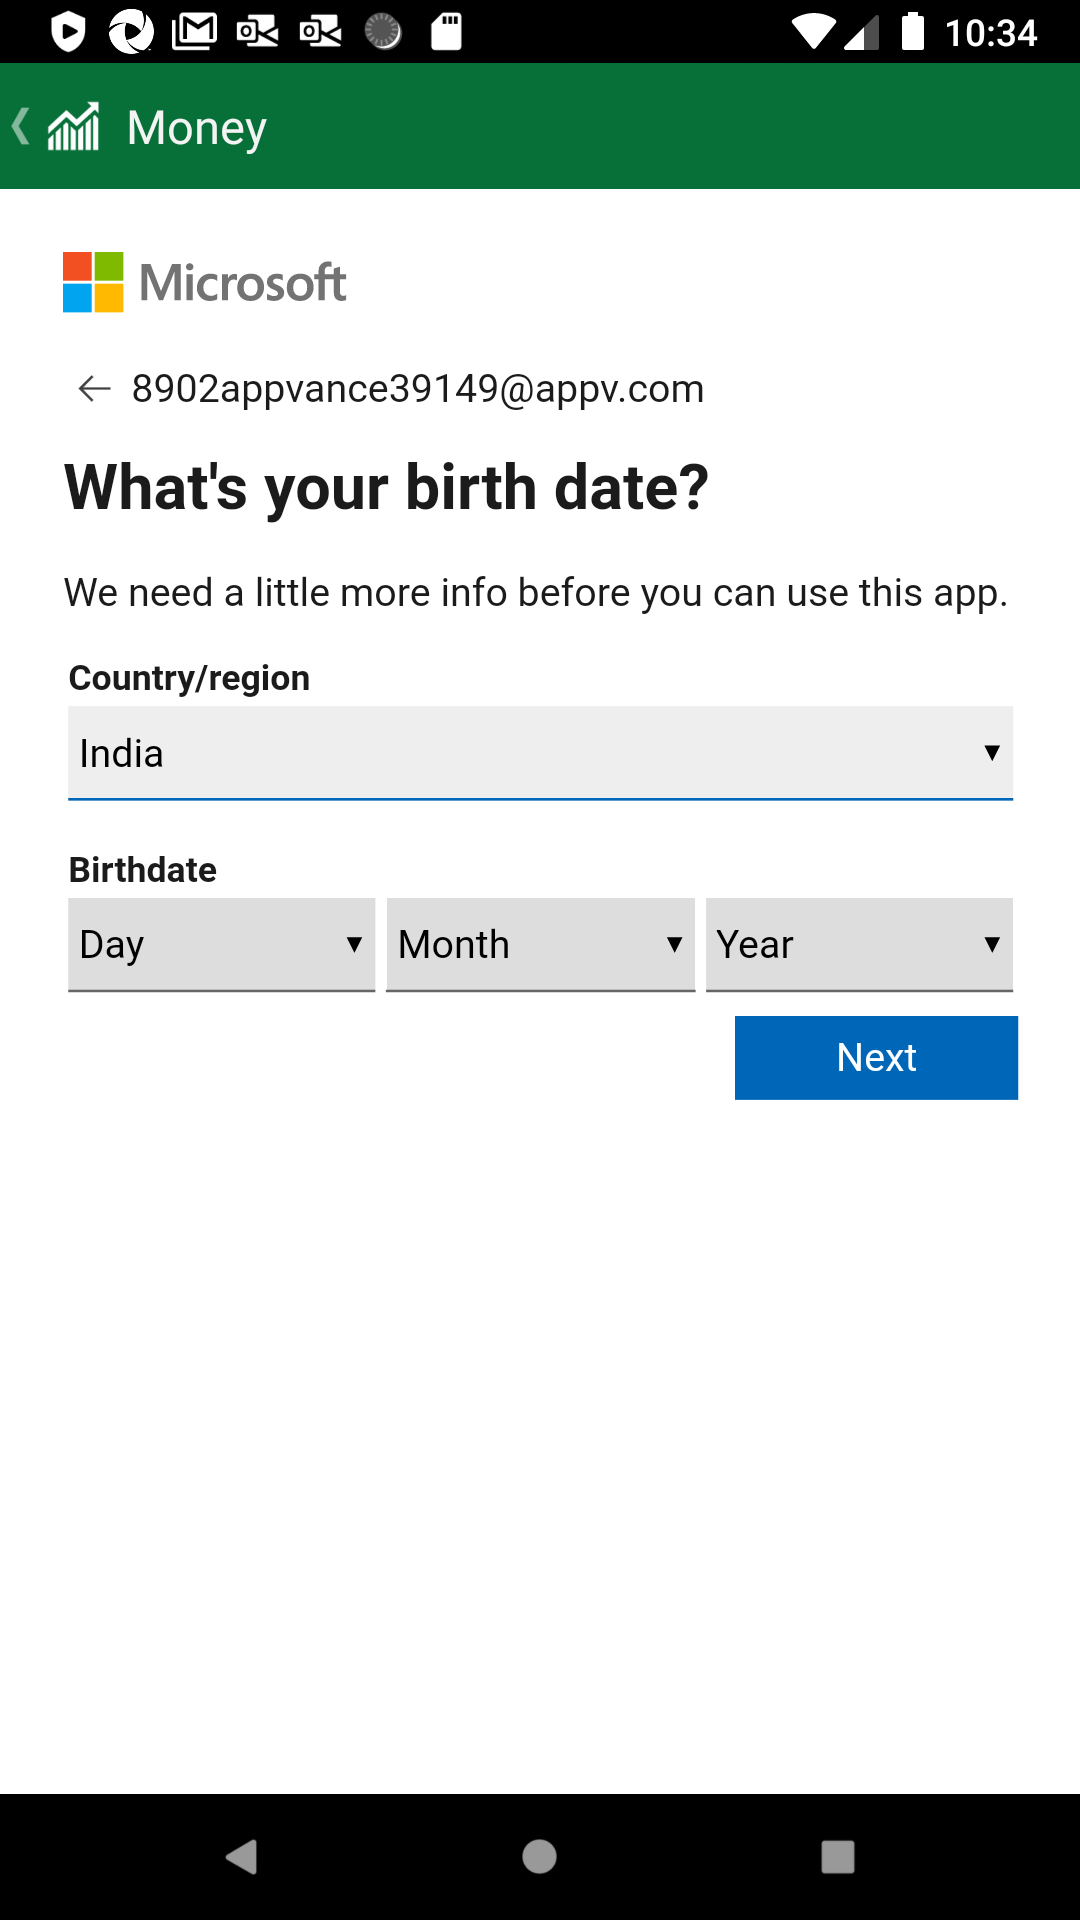 10:34
Money
Microsoft
8902appvance39149@appv.com
What's your birth date?
We need a little more info before you can use this app.
Country/region
India
Birthdate
Day Month Year
Next